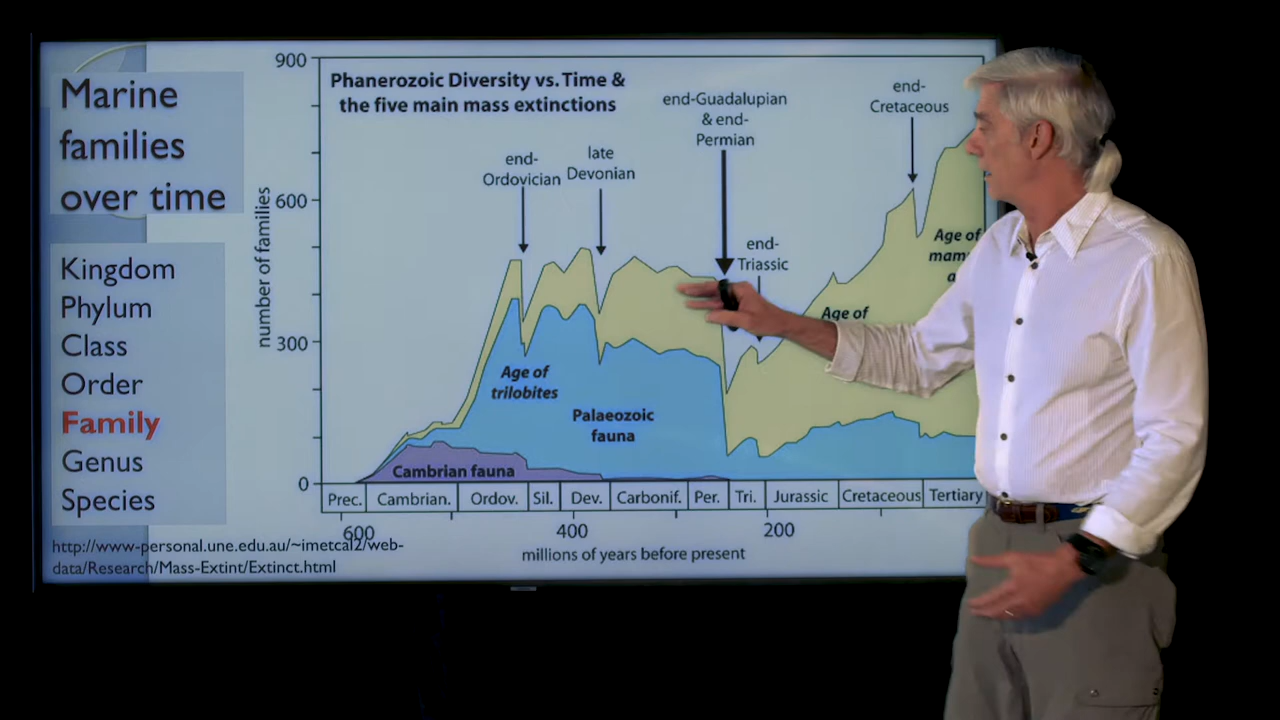 Marine
families
over time
Kingdom
Phylum
Class
Order
Family
Genus
Species
http://www-personal.une.edu.au/~imetcal2/web-
data/Research/Mass-Extint/Extinct.html
Phanerozoic Diversity vs. Time &
the five main mass extinctions
number of families
900
600
300
0
end-
Ordovician
late
Devonian
end-Guadalupian
& end-
Permian
end-
Triassic
end-
Cretaceous
Age of
trilobites
Palaeozoic
fauna
Cambrian fauna
Age of
Age of
Prec.
Cambrian.
Ordov.
Sil.
Dev.
Carbonif.
Per.
Tri.
Jurassic
Cretaceous
Tertiary
600
400
200
millions of years before present